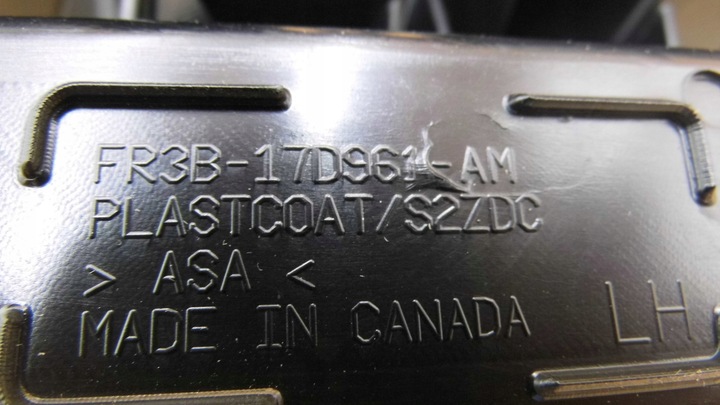 FR3B-17D961-AM
PLASTCOAT/S2ZDC
> ASA <
MADE IN CANADA
LH